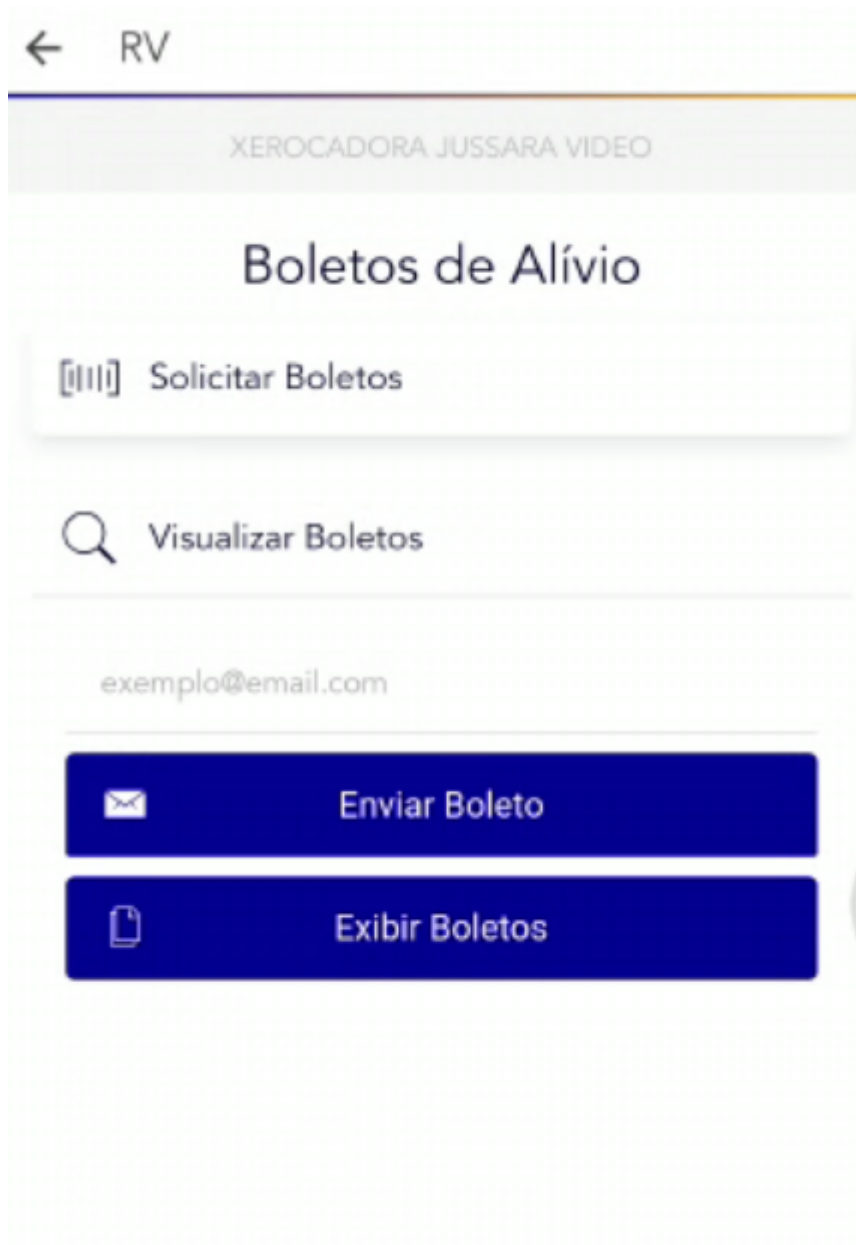 RV
XEROCADORA JUSSARA VIDEO
Boletos de Alívio
Solicitar Boletos
Visualizar Boletos
exemplo@email.com
Enviar Boleto
Exibir Boletos